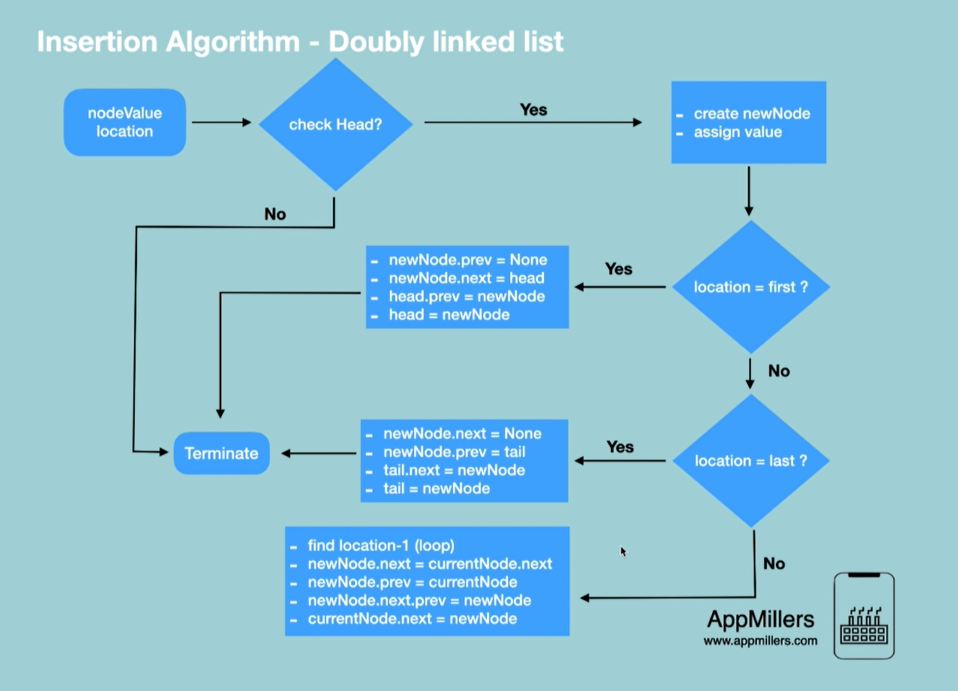 Insertion Algorithm - Doubly linked list
nodeValue
location
check Head?
Yes
- create newNode
- assign value
No
- newNode.prev = None
- newNode.next = head
- head.prev = newNode
- head = newNode
Yes
location = first ?
No
Terminate
- newNode.next = None
- newNode.prev = tail
- tail.next = newNode
- tail = newNode
Yes
location = last ?
- find location-1 (loop)
- newNode.next = currentNode.next
- newNode.prev = currentNode
- newNode.next.prev = newNode
- currentNode.next = newNode
No
AppMillers
www.appmillers.com